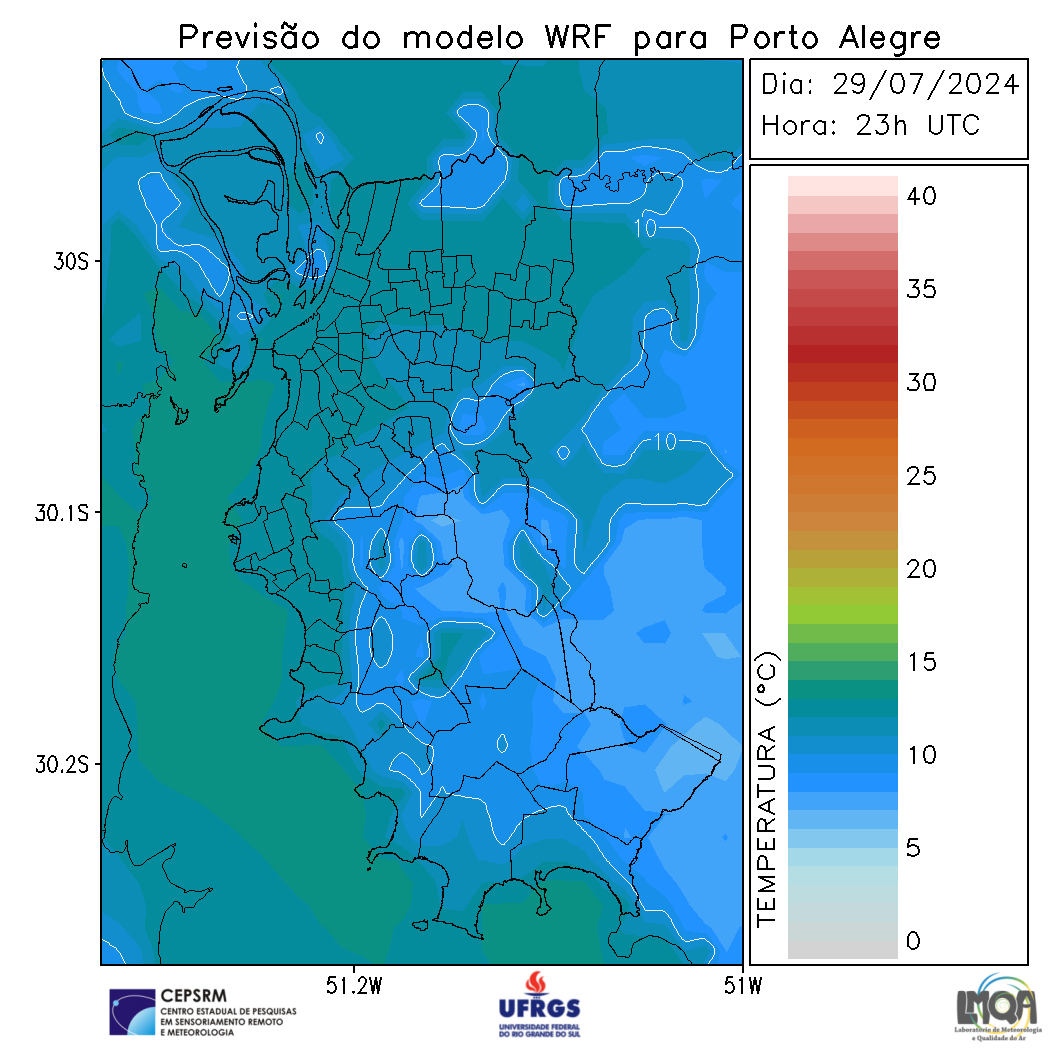 Previsão do modelo WRF para Porto Alegre
Dia: 29/07/2024
Hora: 23h UTC
40
35
30
25
20
15
10
5
0
TEMPERATURA (°C)
30S
30.1S
30.2S
51.2W
51W
10
10
CEPSRM
CENTRO ESTADUAL DE PESQUISAS
EM SENSORIAMENTO REMOTO
E METEOROLOGIA
UFRGS
UNIVERSIDADE FEDERAL
DO RIO GRANDE DO SUL
LMQA
Laboratório de Meteorologia
e Qualidade do Ar